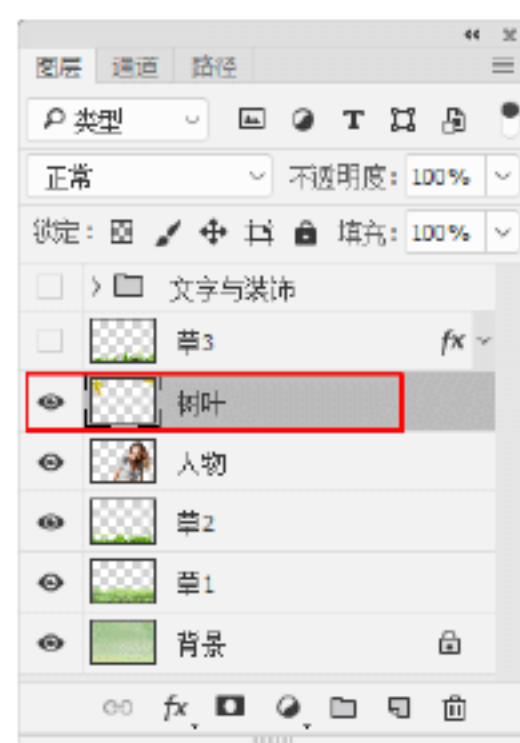 图层 通道 路径
类型 T
正常 不透明度: 100%
锁定: 填充: 100%
文字与装饰
草3 fx
树叶
人物
草2
草1
背景
fx